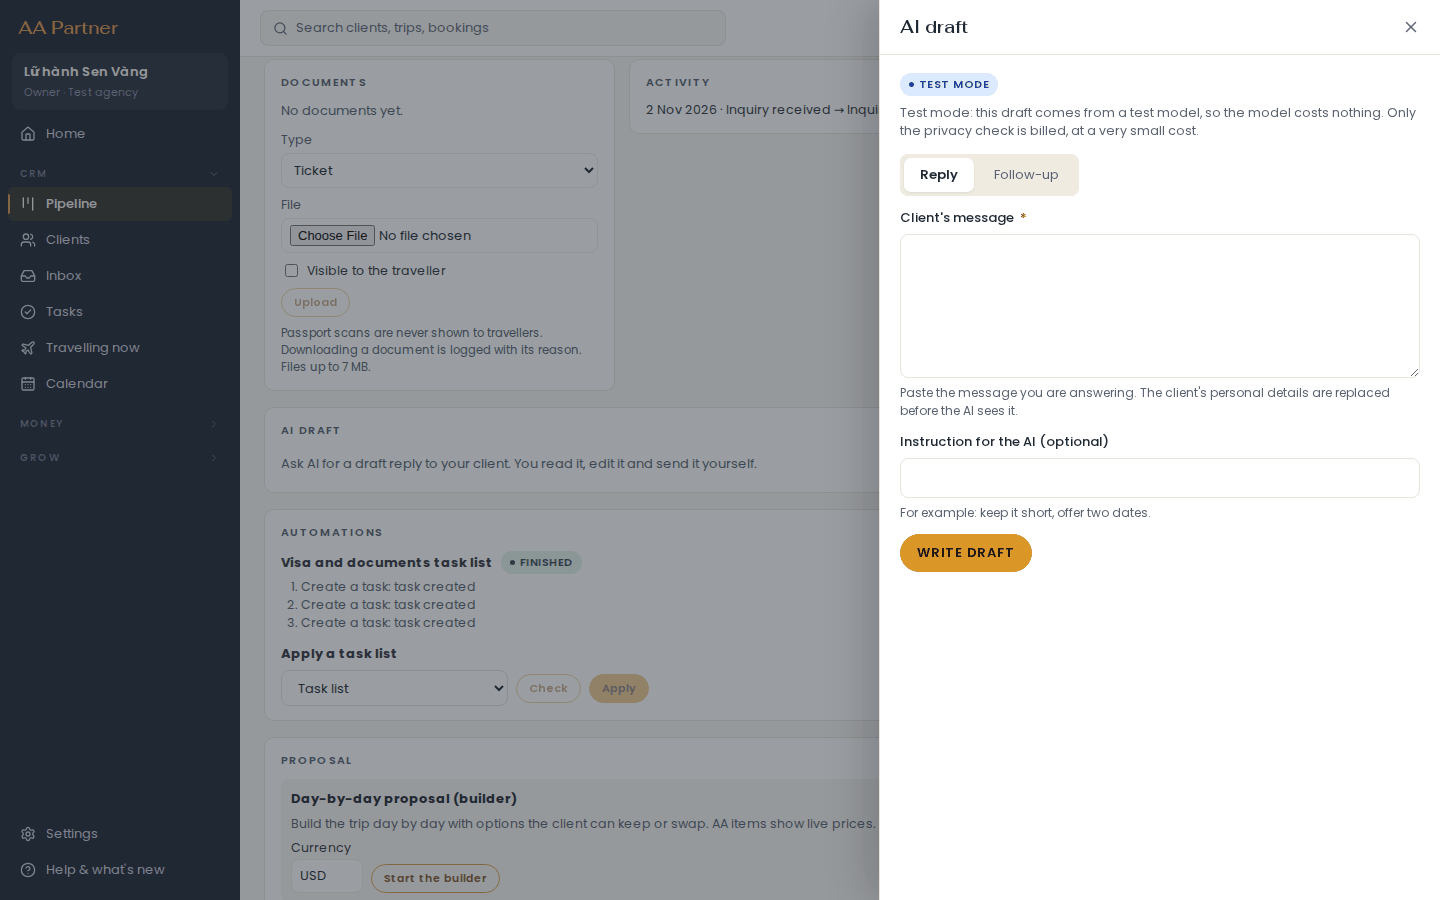 AA Partner
Lữ hành Sen Vàng
Owner · Test agency
Home
CRM
Pipeline
Clients
Inbox
Tasks
Travelling now
Calendar
MONEY
GROW
Settings
Help & what's new
Search clients, trips, bookings
DOCUMENTS
No documents yet.
Type
Ticket
File
Choose File No file chosen
Visible to the traveller
Upload
Passport scans are never shown to travellers.
Downloading a document is logged with its reason.
Files up to 7 MB.
ACTIVITY
2 Nov 2026 · Inquiry received → Inqui
AI DRAFT
Ask AI for a draft reply to your client. You read it, edit it and send it yourself.
AUTOMATIONS
Visa and documents task list
FINISHED
1. Create a task: task created
2. Create a task: task created
3. Create a task: task created
Apply a task list
Task list
Check
Apply
PROPOSAL
Day-by-day proposal (builder)
Build the trip day by day with options the client can keep or swap. AA items show live prices.
Currency
USD
Start the builder
AI draft
TEST MODE
Test mode: this draft comes from a test model, so the model costs nothing. Only
the privacy check is billed, at a very small cost.
Reply
Follow-up
Client's message *
Paste the message you are answering. The client's personal details are replaced
before the AI sees it.
Instruction for the AI (optional)
For example: keep it short, offer two dates.
WRITE DRAFT